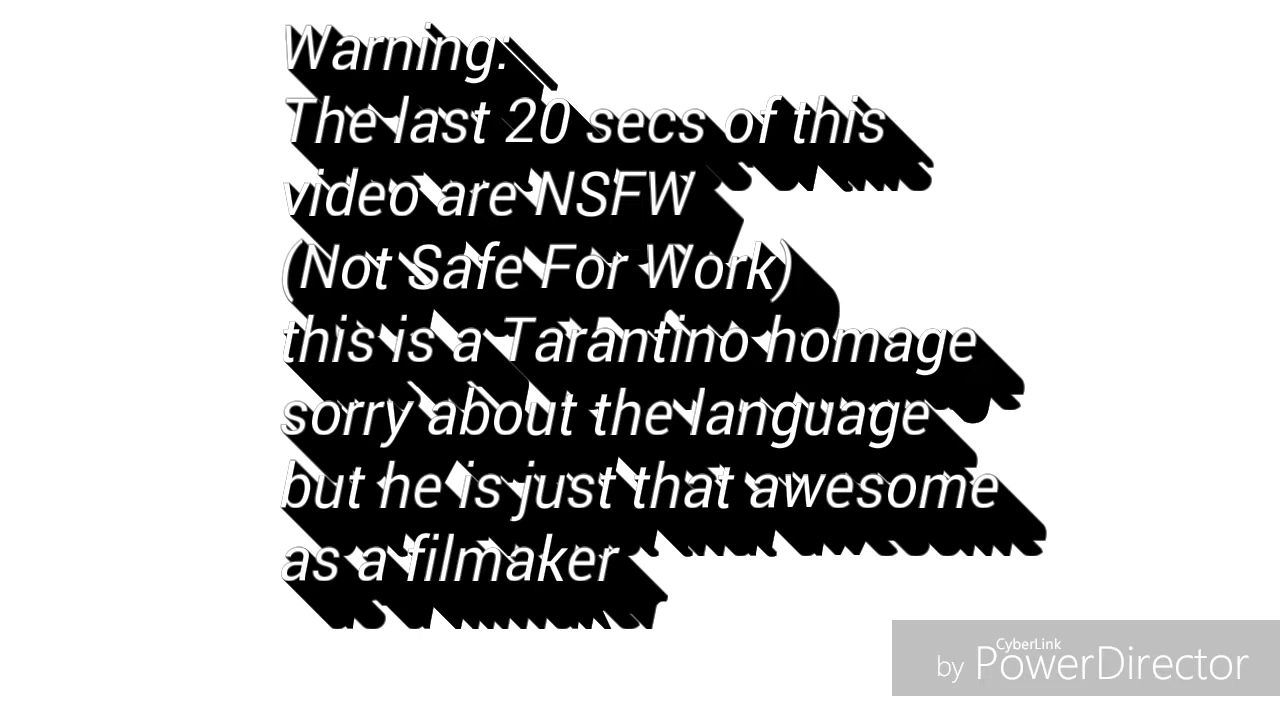 Warning:
The last 20 secs of this
video are NSFW
(Not Safe For Work)
this is a Tarantino homage
sorry about the language
but he is just that awesome
as a filmaker
CyberLink
by PowerDirector